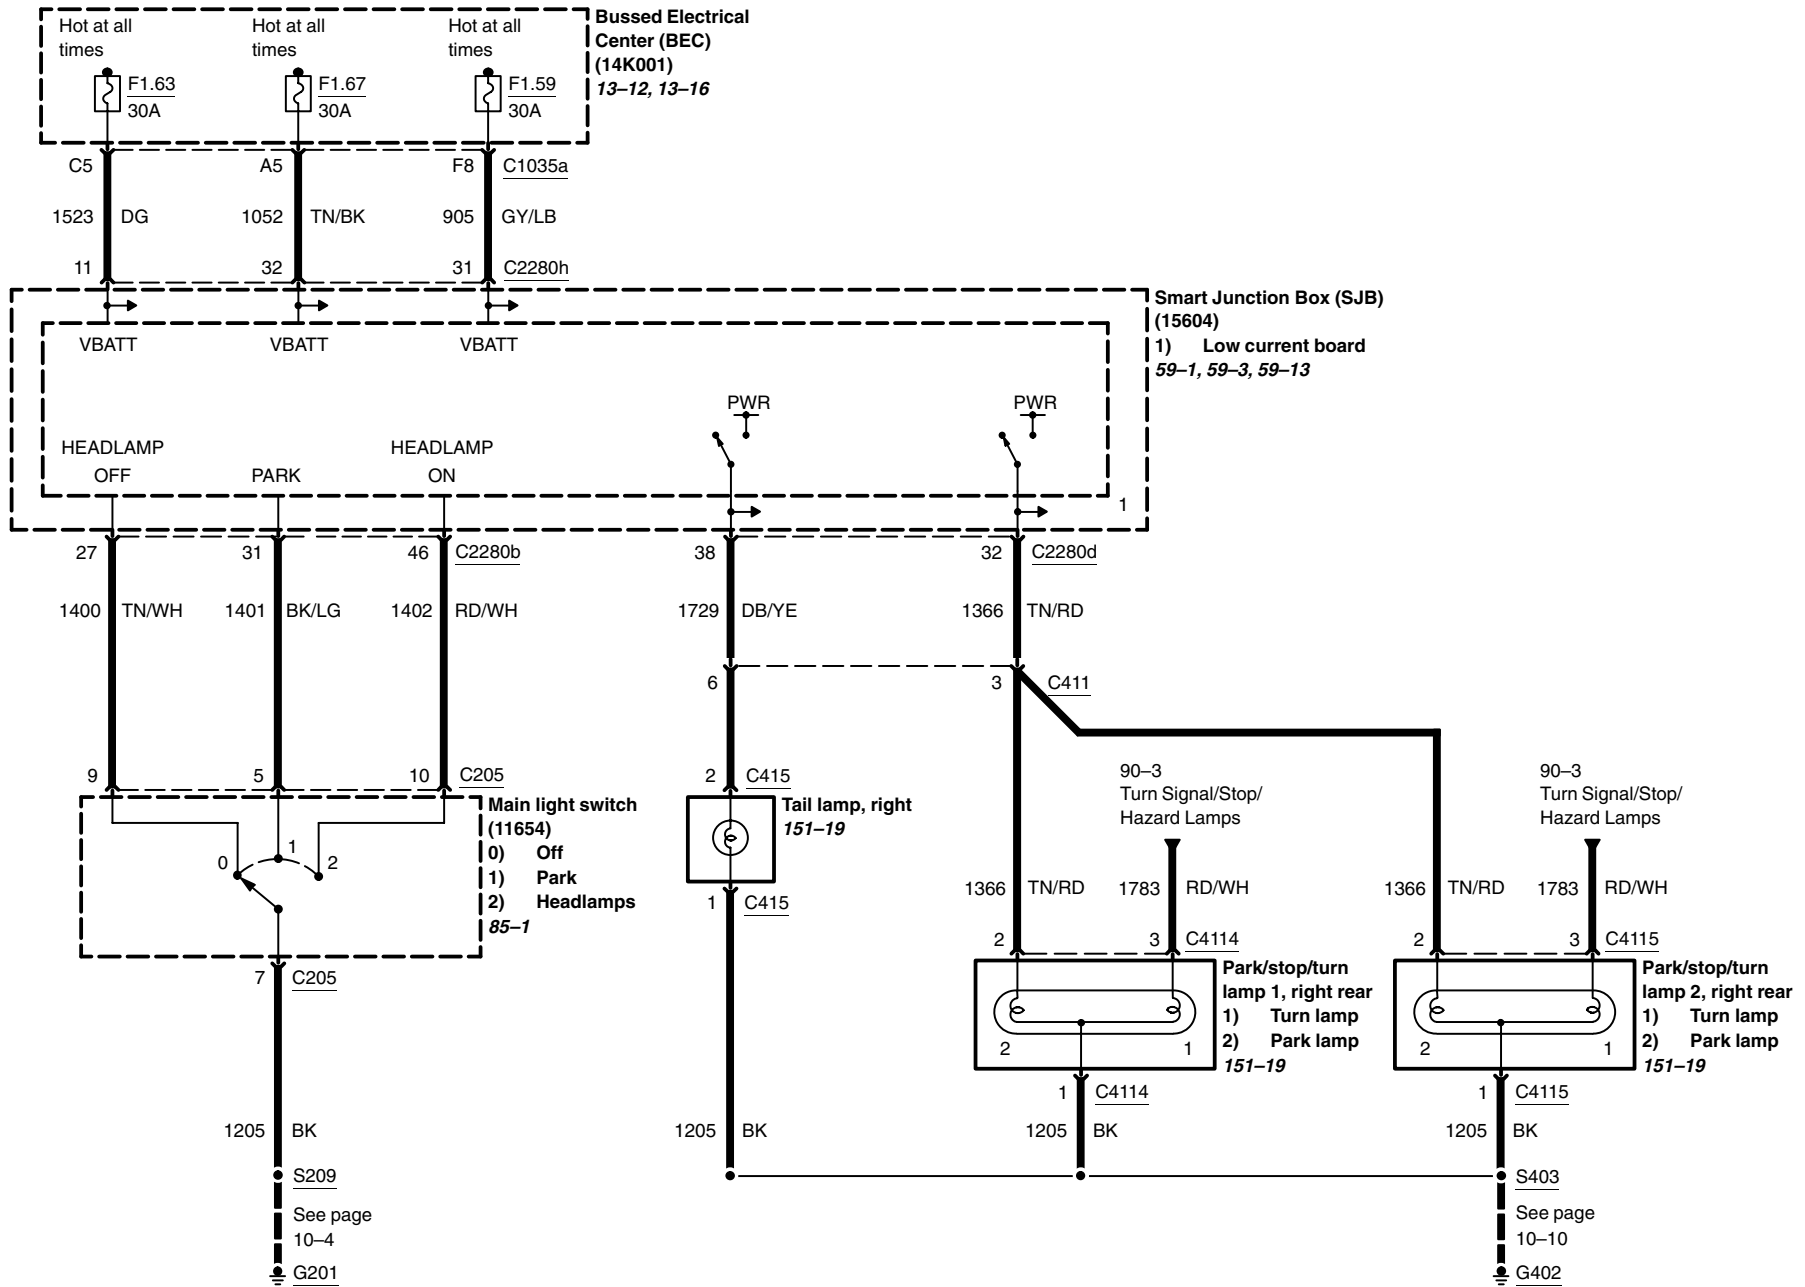 Hot at all
times
Hot at all
times
Hot at all
times
F1.63
30A
F1.67
30A
F1.59
30A
Bussed Electrical
Center (BEC)
(14K001)
13–12, 13–16
C5
A5
F8
C1035a
1523
DG
1052
TN/BK
905
GY/LB
11
32
31
C2280h
VBATT
VBATT
VBATT
Smart Junction Box (SJB)
(15604)
1) Low current board
59–1, 59–3, 59–13
PWR
PWR
HEADLAMP
OFF
PARK
HEADLAMP
ON
1
27
31
46
C2280b
38
32
C2280d
1400
TN/WH
1401
BK/LG
1402
RD/WH
1729
DB/YE
1366
TN/RD
6
3
C411
9
5
10
C205
2
C415
Main light switch
(11654)
0) Off
1) Park
2) Headlamps
85–1
0
1
2
Tail lamp, right
151–19
90–3
Turn Signal/Stop/
Hazard Lamps
90–3
Turn Signal/Stop/
Hazard Lamps
1
C415
1366
TN/RD
1783
RD/WH
1366
TN/RD
1783
RD/WH
2
3
C4114
2
3
C4115
7
C205
Park/stop/turn
lamp 1, right rear
1) Turn lamp
2) Park lamp
151–19
2
1
Park/stop/turn
lamp 2, right rear
1) Turn lamp
2) Park lamp
151–19
2
1
1
C4114
1
C4115
1205
BK
1205
BK
1205
BK
1205
BK
S209
See page
10–4
G201
S403
See page
10–10
G402